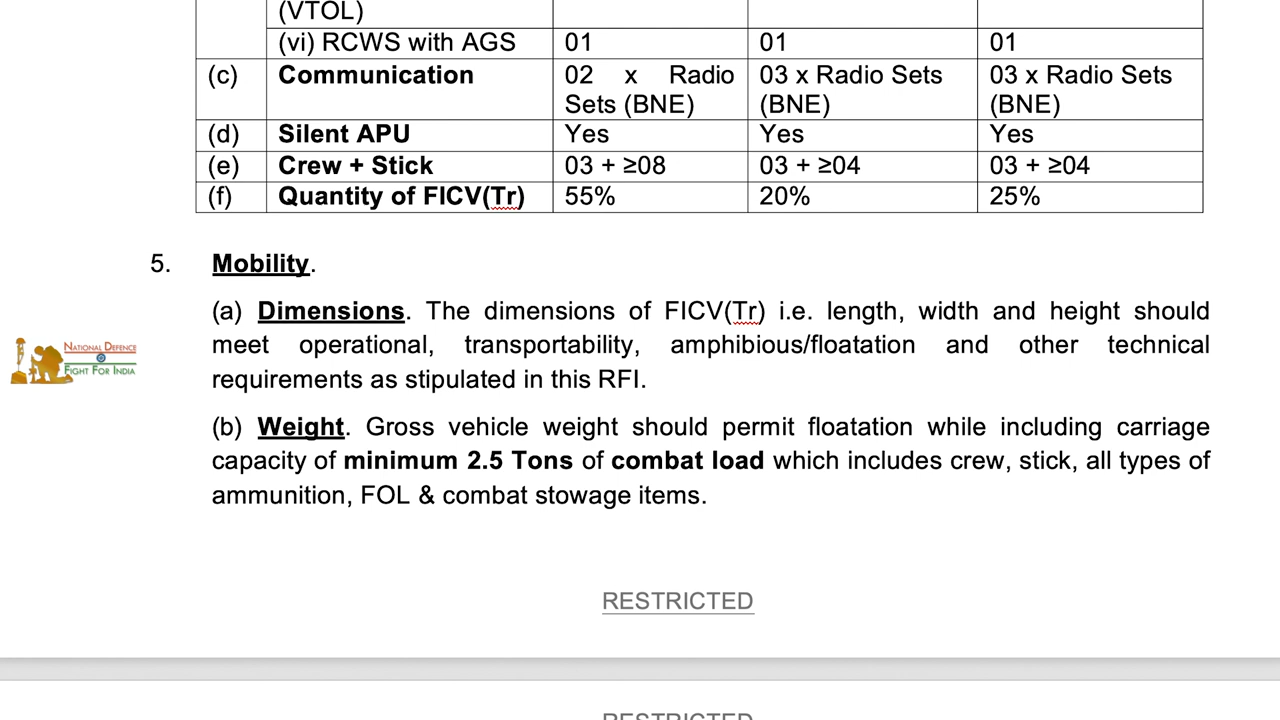 (VTOL)
(vi) RCWS with AGS 01 01 01
(c) Communication 02 x Radio 03 x Radio Sets 03 x Radio Sets
Sets (BNE) (BNE) (BNE)
(d) Silent APU Yes Yes Yes
(e) Crew + Stick 03 + ≥08 03 + ≥04 03 + ≥04
(f) Quantity of FICV(Tr) 55% 20% 25%
5. Mobility.
(a) Dimensions. The dimensions of FICV(Tr) i.e. length, width and height should
meet operational, transportability, amphibious/floatation and other technical
requirements as stipulated in this RFI.
NATIONAL DEFENCE
FIGHT FOR INDIA
(b) Weight. Gross vehicle weight should permit floatation while including carriage
capacity of minimum 2.5 Tons of combat load which includes crew, stick, all types of
ammunition, FOL & combat stowage items.
RESTRICTED
RESTRICTED